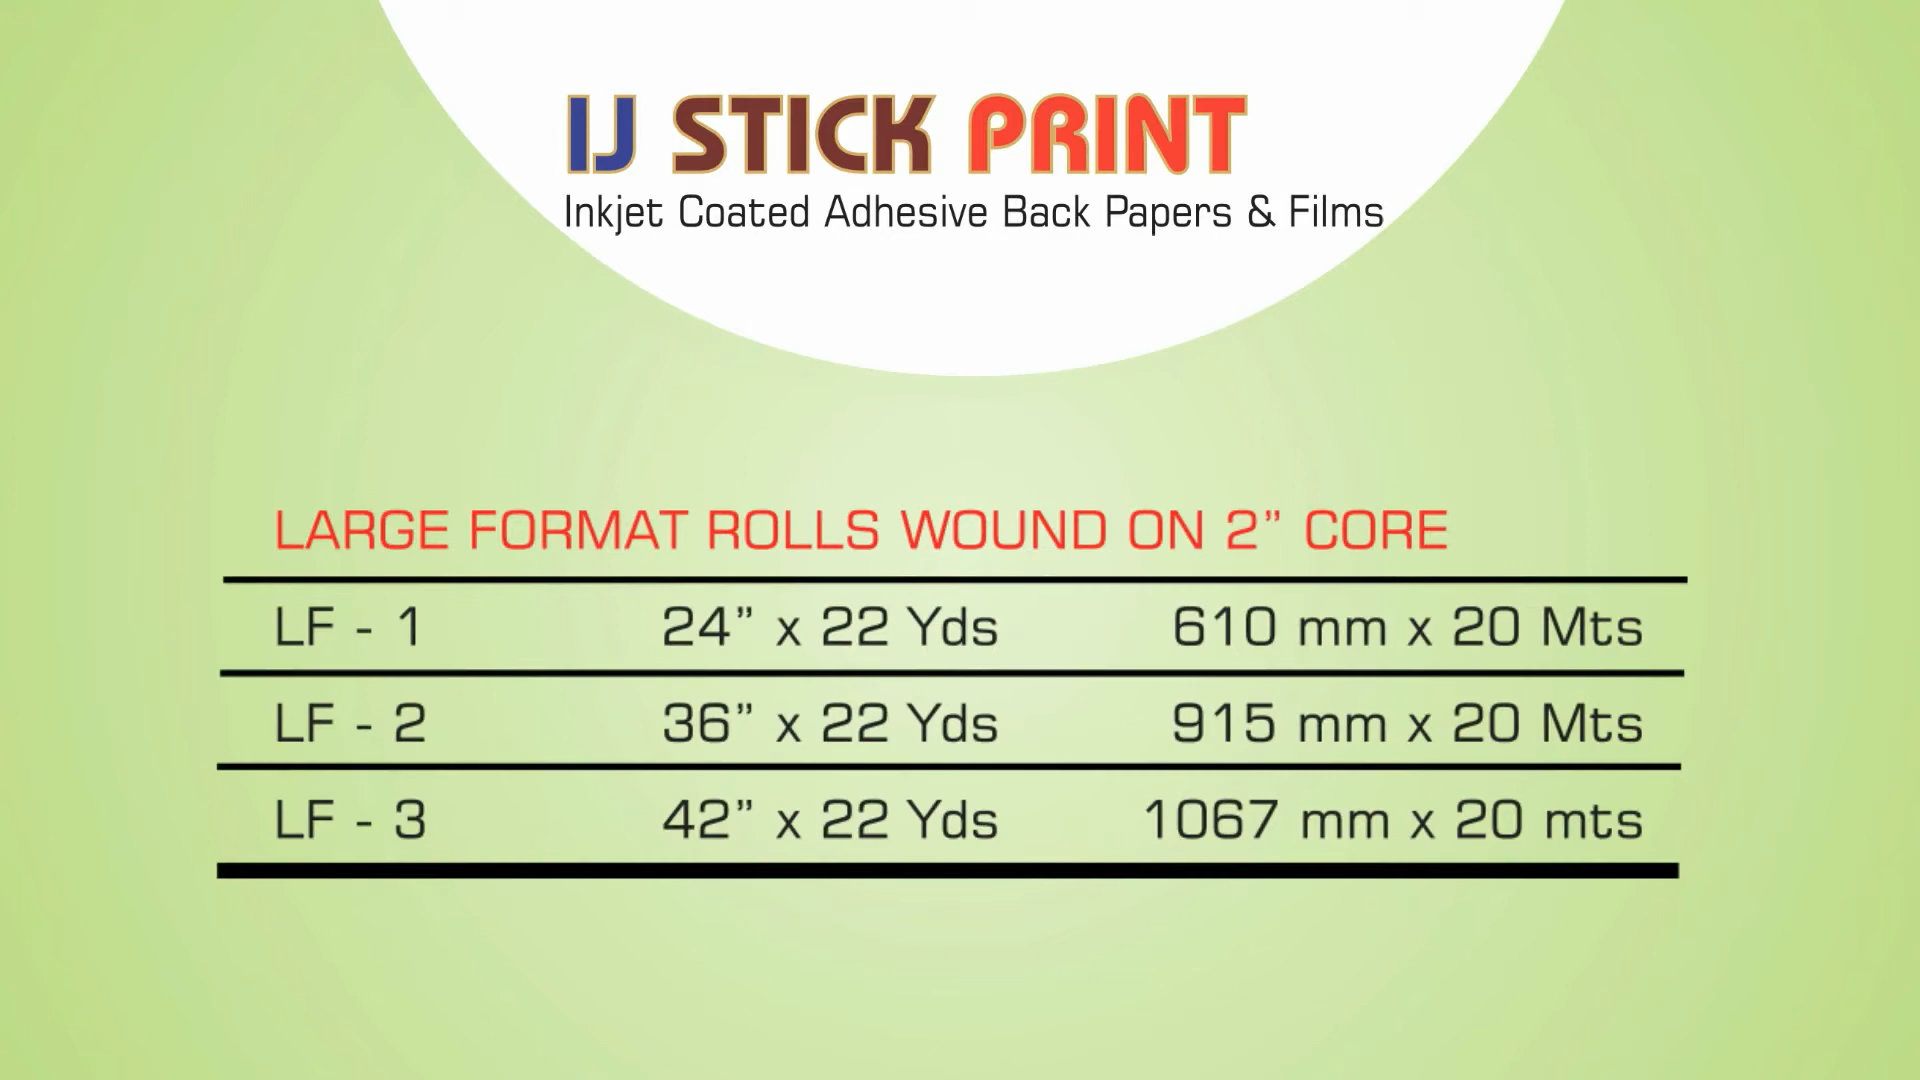 IJ STICK PRINT
Inkjet Coated Adhesive Back Papers & Films
LARGE FORMAT ROLLS WOUND ON 2” CORE
LF - 1 24” x 22 Yds 610 mm x 20 Mts
LF - 2 36” x 22 Yds 915 mm x 20 Mts
LF - 3 42” x 22 Yds 1067 mm x 20 mts